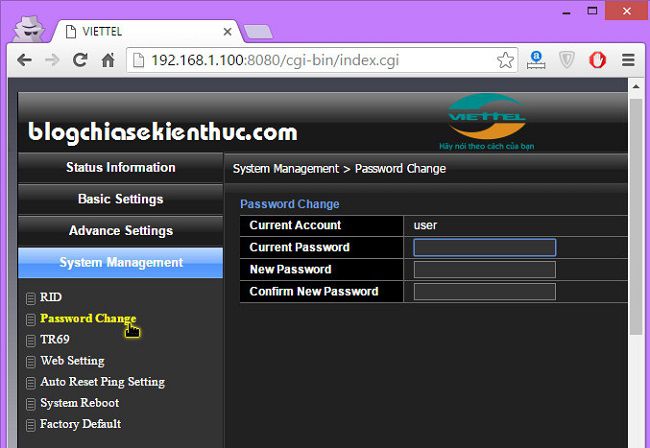 VIETTEL
192.168.1.100:8080/cgi-bin/index.cgi
blogchiasekienthuc.com
VIETTEL
Hãy nói theo cách của bạn
Status Information
Basic Settings
Advance Settings
System Management
RID
Password Change
TR69
Web Setting
Auto Reset Ping Setting
System Reboot
Factory Default
System Management > Password Change
Password Change
Current Account user
Current Password
New Password
Confirm New Password